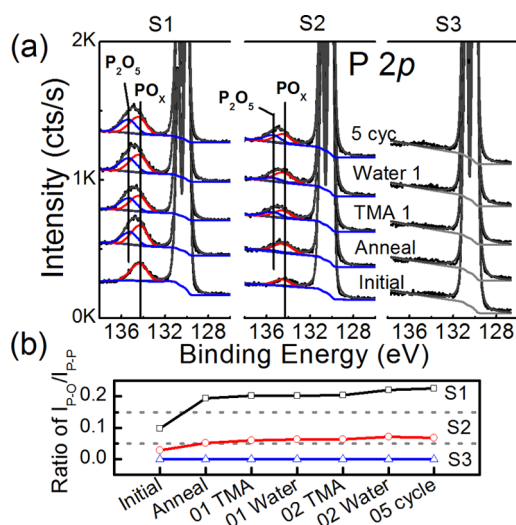 S1 S2 S3
(a)
P 2p
P₂O₅ POₓ
P₂O₅ POₓ
5 cyc
Water 1
TMA 1
Anneal
Initial
2K
1K
0K
Intensity (cts/s)
136 132 128 136 132 128 136 132 128
Binding Energy (eV)
(b)
Ratio of I_P-O/I_P-P
0.2
0.1
0.0
S1
S2
S3
Initial
Anneal
01 TMA
01 Water
02 TMA
02 Water
05 cycle